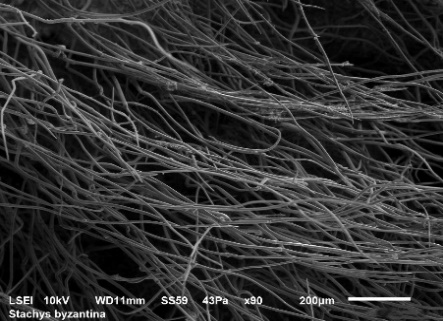 LSEI 10kV WD11mm SS59 43Pa x90 200µm
Stachys byzantina